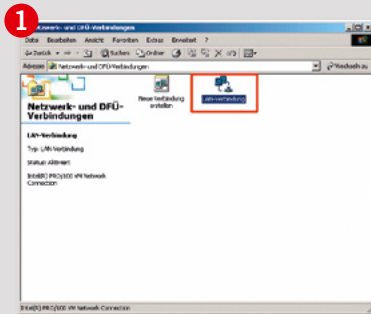 1
Netzwerk- und DFÜ-Verbindungen
Datei Bearbeiten Ansicht Favoriten Extras Erweitert ?
Zurück Suchen Ordner
Adresse Netzwerk- und DFÜ-Verbindungen Wechseln zu
Netzwerk- und DFÜ-
Verbindungen
Neue Verbindung
erstellen
LAN-Verbindung
LAN-Verbindung
Typ: LAN-Verbindung
Status: Aktiviert
Intel(R) PRO/100 VM Network
Connection
Intel(R) PRO/100 VM Network Connection